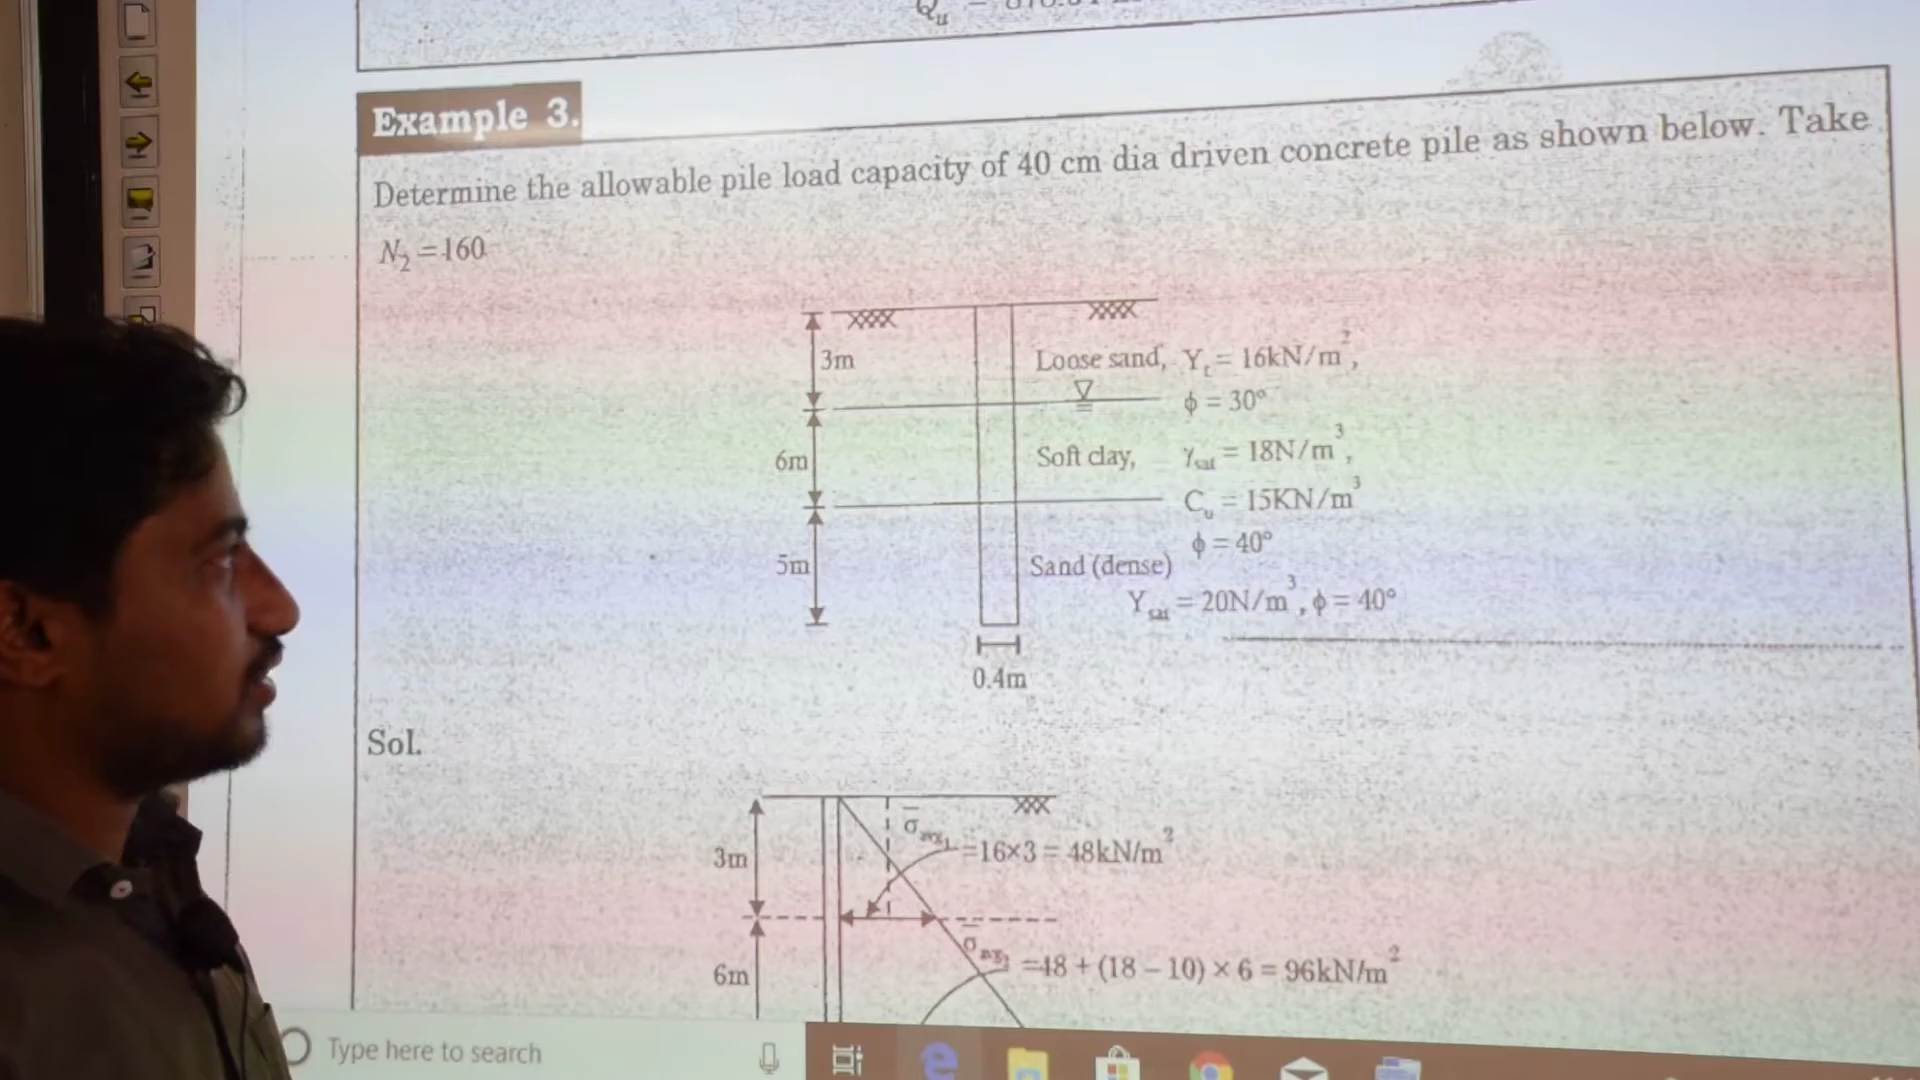 Example 3.
Determine the allowable pile load capacity of 40 cm dia driven concrete pile as shown below. Take
N₂ = 160
3m
Loose sand, Yₜ = 16kN/m²,
ϕ = 30°
6m
Soft clay, γsat = 18N/m³,
Cᵤ = 15KN/m³
ϕ = 40°
5m
Sand (dense)
Ysat = 20N/m³, ϕ = 40°
0.4m
Sol.
3m
=16×3 = 48kN/m²
6m
=48 + (18 – 10) × 6 = 96kN/m²
Type here to search